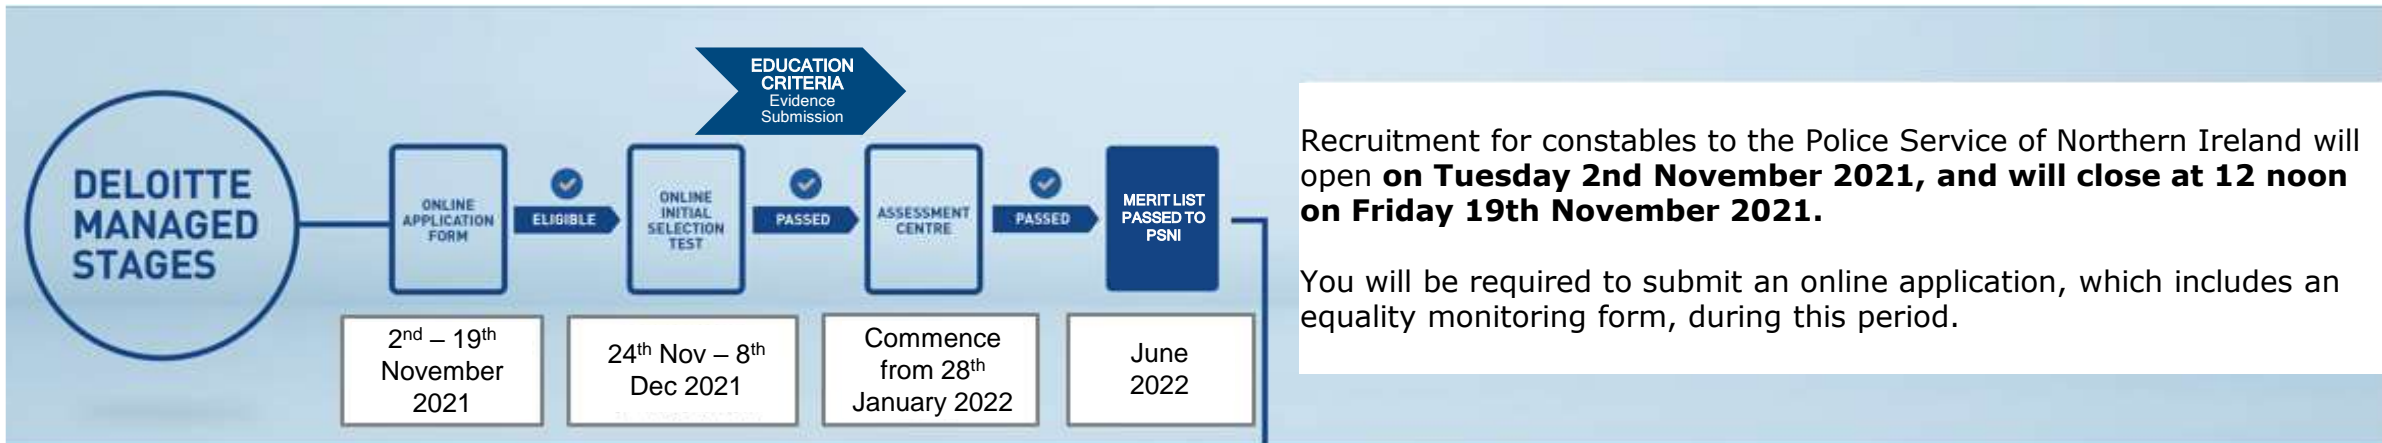 EDUCATION
CRITERIA
Evidence
Submission
DELOITTE
MANAGED
STAGES
ONLINE
APPLICATION
FORM
ELIGIBLE
ONLINE
INITIAL
SELECTION
TEST
PASSED
ASSESSMENT
CENTRE
PASSED
MERIT LIST
PASSED TO
PSNI
2nd – 19th
November
2021
24th Nov – 8th
Dec 2021
Commence
from 28th
January 2022
June
2022
Recruitment for constables to the Police Service of Northern Ireland will
open on Tuesday 2nd November 2021, and will close at 12 noon
on Friday 19th November 2021.
You will be required to submit an online application, which includes an
equality monitoring form, during this period.